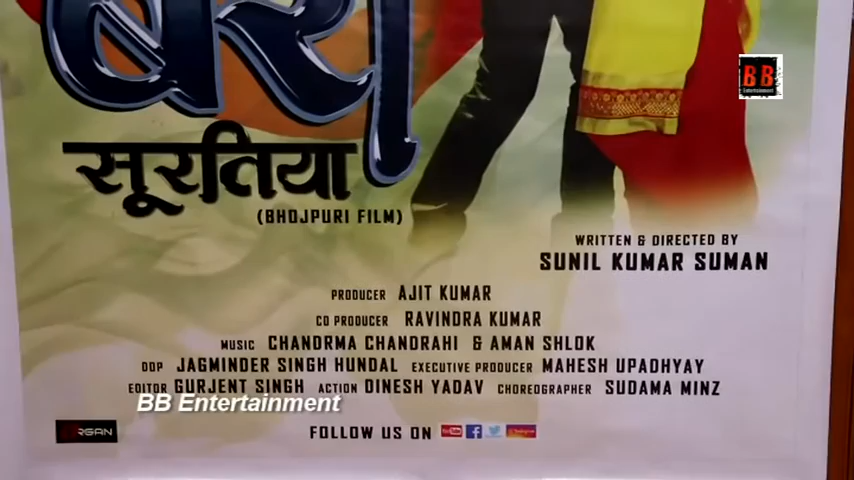 BB
Entertainment
सूरतिया
(BHOJPURI FILM)
WRITTEN & DIRECTED BY
SUNIL KUMAR SUMAN
PRODUCER AJIT KUMAR
CO PRODUCER RAVINDRA KUMAR
MUSIC CHANDRMA CHANDRAHI & AMAN SHLOK
DOP JAGMINDER SINGH HUNDAL EXECUTIVE PRODUCER MAHESH UPADHYAY
EDITOR GURJENT SINGH ACTION DINESH YADAV CHOREOGRAPHER SUDAMA MINZ
BB Entertainment
FOLLOW US ON